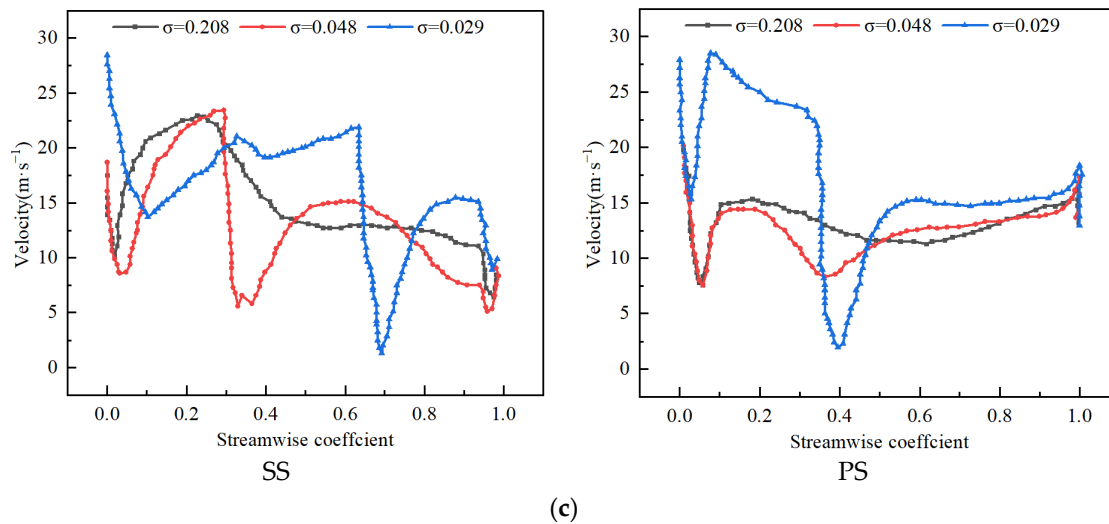 σ=0.208 σ=0.048 σ=0.029
30
25
20
15
10
5
0
Velocity(m·s⁻¹)
0.0 0.2 0.4 0.6 0.8 1.0
Streamwise coeffcient
SS
σ=0.208 σ=0.048 σ=0.029
30
25
20
15
10
5
0
Velocity(m·s⁻¹)
0.0 0.2 0.4 0.6 0.8 1.0
Streamwise coeffcient
PS
(c)